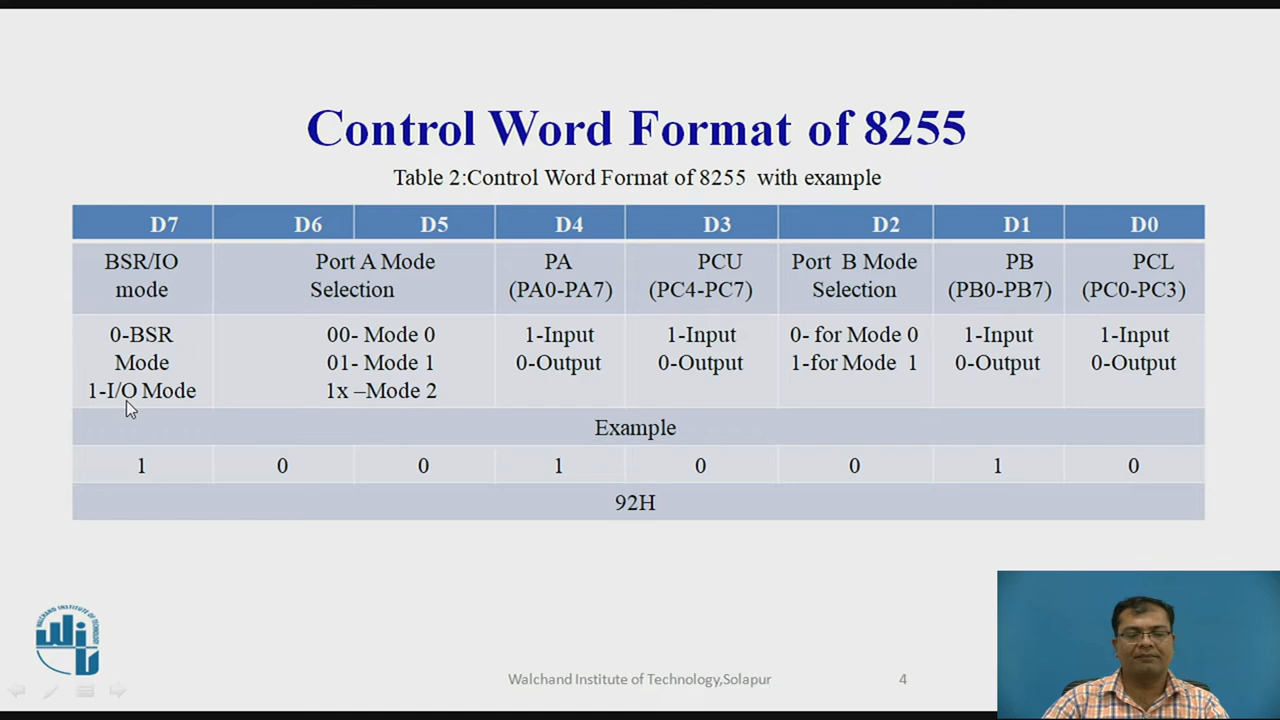 Control Word Format of 8255
Table 2:Control Word Format of 8255 with example
D7 D6 D5 D4 D3 D2 D1 D0
BSR/IO mode
Port A Mode Selection
PA (PA0-PA7)
PCU (PC4-PC7)
Port B Mode Selection
PB (PB0-PB7)
PCL (PC0-PC3)
0-BSR Mode
1-I/O Mode
00- Mode 0
01- Mode 1
1x –Mode 2
1-Input
0-Output
1-Input
0-Output
0- for Mode 0
1-for Mode 1
1-Input
0-Output
1-Input
0-Output
Example
1 0 0 1 0 0 1 0
92H
WALCHAND INSTITUTE OF TECHNOLOGY
WIT
Walchand Institute of Technology,Solapur
4